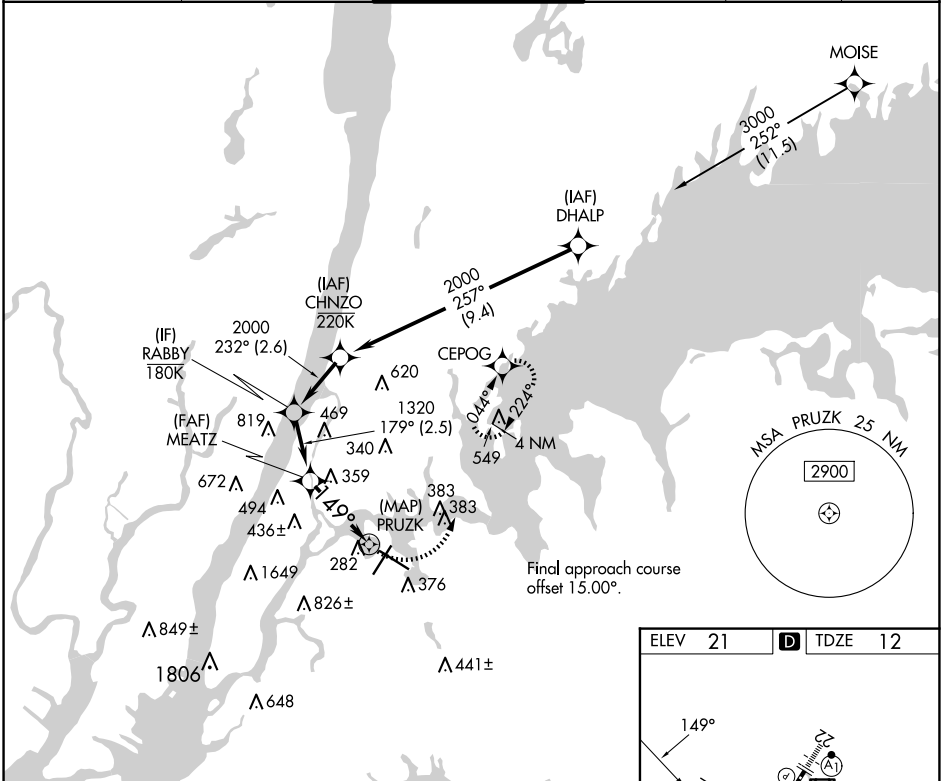 MOISE
3000
252°
(11.5)
(IAF)
DHALP
2000
257°
(9.4)
(IAF)
CHNZO
220K
2000
232° (2.6)
(IF)
RABBY
180K
CEPOG
620
044°
224°
4 NM
549
819
469
1320
179° (2.5)
340
(FAF)
MEATZ
359
672
494
436±
149°
(MAP)
PRUZK
383
383
282
376
1649
826±
849±
1806
648
441±
Final approach course
offset 15.00°.
MSA PRUZK 25 NM
2900
ELEV 21
D
TDZE 12
149°
22
A1
P